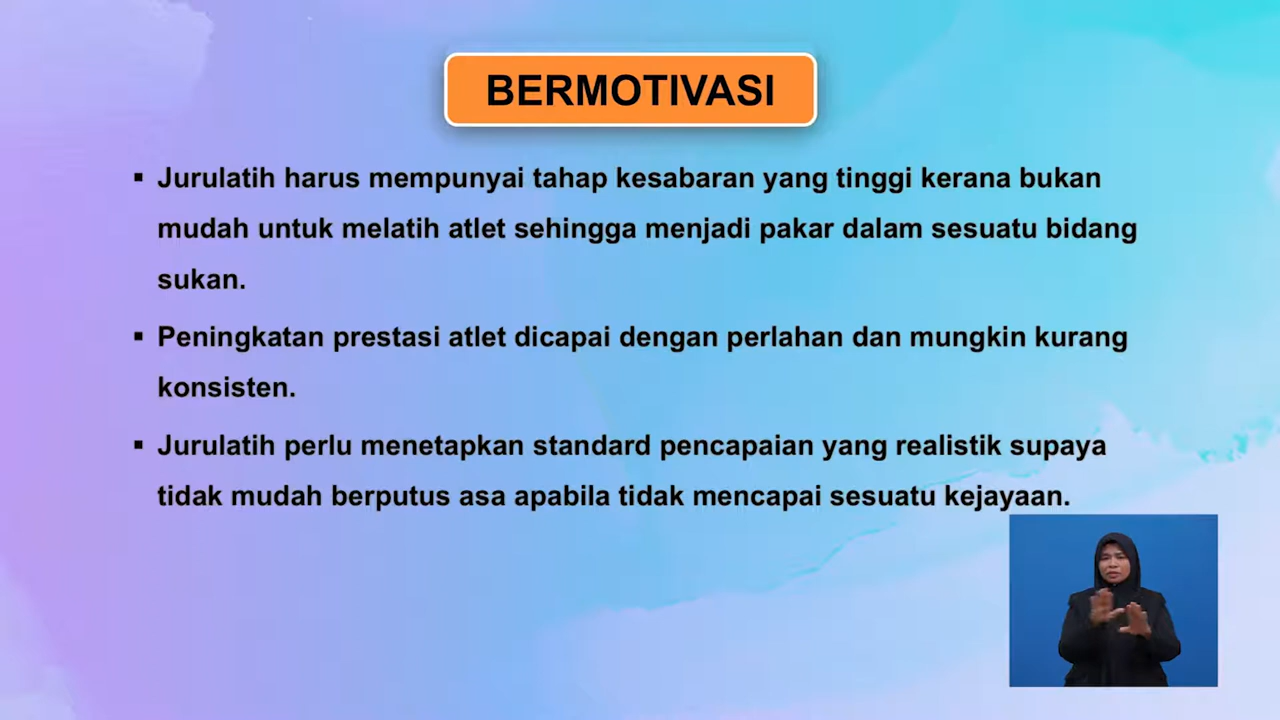 BERMOTIVASI
▪ Jurulatih harus mempunyai tahap kesabaran yang tinggi kerana bukan
mudah untuk melatih atlet sehingga menjadi pakar dalam sesuatu bidang
sukan.
▪ Peningkatan prestasi atlet dicapai dengan perlahan dan mungkin kurang
konsisten.
▪ Jurulatih perlu menetapkan standard pencapaian yang realistik supaya
tidak mudah berputus asa apabila tidak mencapai sesuatu kejayaan.